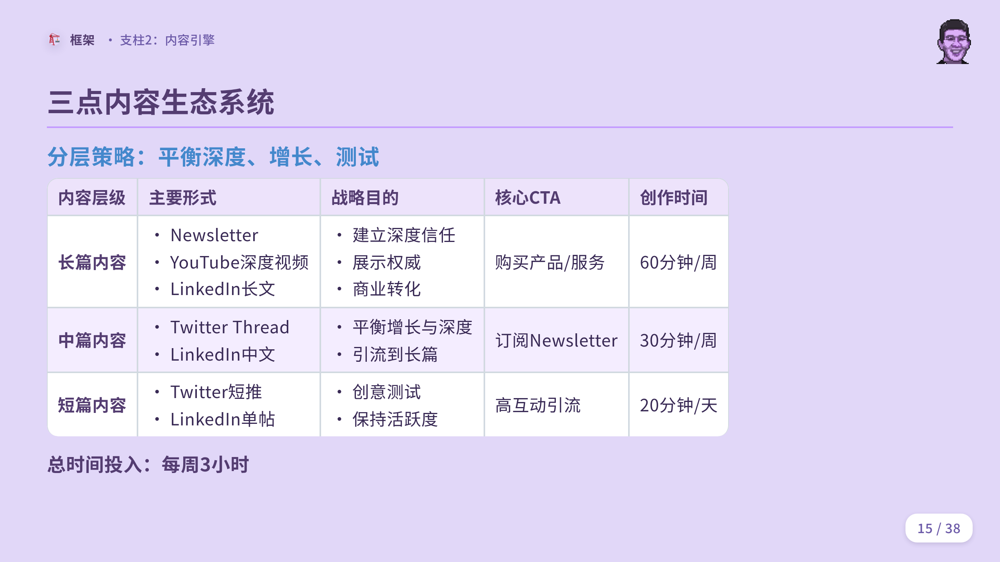 框架 • 支柱2：内容引擎
三点内容生态系统
分层策略：平衡深度、增长、测试
内容层级 主要形式 战略目的 核心CTA 创作时间
长篇内容
• Newsletter
• YouTube深度视频
• LinkedIn长文
• 建立深度信任
• 展示权威
• 商业转化
购买产品/服务
60分钟/周
中篇内容
• Twitter Thread
• LinkedIn中文
• 平衡增长与深度
• 引流到长篇
订阅Newsletter
30分钟/周
短篇内容
• Twitter短推
• LinkedIn单帖
• 创意测试
• 保持活跃度
高互动引流
20分钟/天
总时间投入：每周3小时
15 / 38